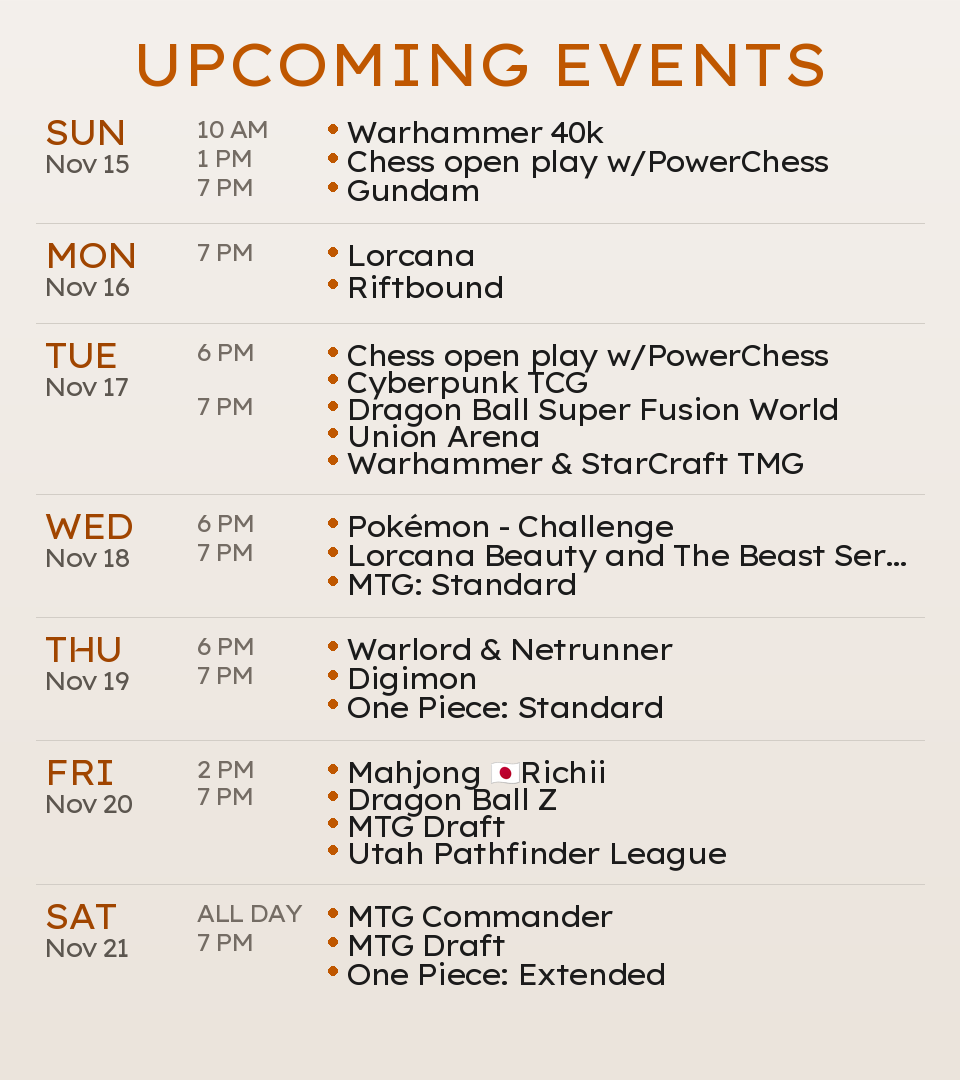 UPCOMING EVENTS
SUN
Nov 15
10 AM • Warhammer 40k
1 PM • Chess open play w/PowerChess
7 PM • Gundam
MON
Nov 16
7 PM • Lorcana
• Riftbound
TUE
Nov 17
6 PM • Chess open play w/PowerChess
• Cyberpunk TCG
7 PM • Dragon Ball Super Fusion World
• Union Arena
• Warhammer & StarCraft TMG
WED
Nov 18
6 PM • Pokémon - Challenge
7 PM • Lorcana Beauty and The Beast Ser...
• MTG: Standard
THU
Nov 19
6 PM • Warlord & Netrunner
7 PM • Digimon
• One Piece: Standard
FRI
Nov 20
2 PM • Mahjong 🇯🇵Richii
7 PM • Dragon Ball Z
• MTG Draft
• Utah Pathfinder League
SAT
Nov 21
ALL DAY • MTG Commander
7 PM • MTG Draft
• One Piece: Extended